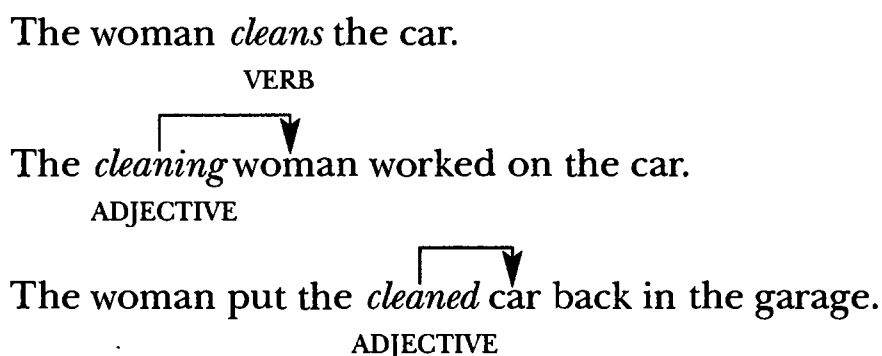 The woman cleans the car.
VERB
The cleaning woman worked on the car.
ADJECTIVE
The woman put the cleaned car back in the garage.
ADJECTIVE